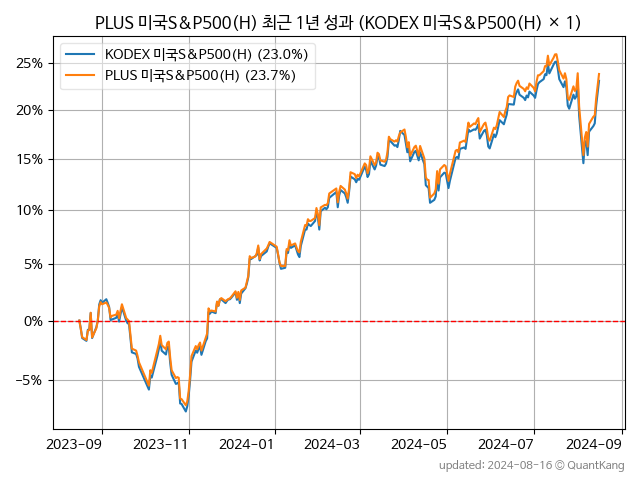 PLUS 미국S&P500(H) 최근 1년 성과 (KODEX 미국S&P500(H) × 1)
KODEX 미국S&P500(H) (23.0%)
PLUS 미국S&P500(H) (23.7%)
25%
20%
15%
10%
5%
0%
−5%
2023-09 2023-11 2024-01 2024-03 2024-05 2024-07 2024-09
updated: 2024-08-16 © QuantKang